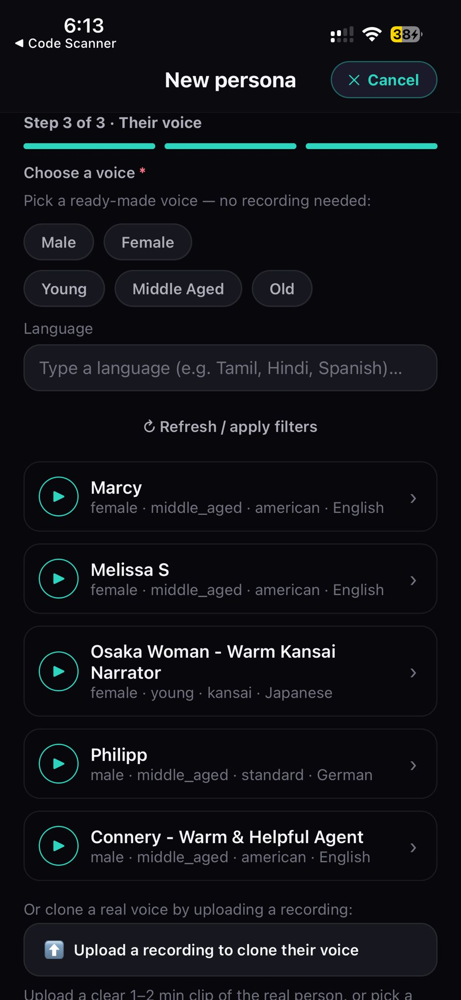 6:13
◀ Code Scanner
38
New persona
✕ Cancel
Step 3 of 3 · Their voice
Choose a voice *
Pick a ready-made voice — no recording needed:
Male
Female
Young
Middle Aged
Old
Language
Type a language (e.g. Tamil, Hindi, Spanish)...
↻ Refresh / apply filters
Marcy
female · middle_aged · american · English
Melissa S
female · middle_aged · american · English
Osaka Woman - Warm Kansai
Narrator
female · young · kansai · Japanese
Philipp
male · middle_aged · standard · German
Connery - Warm & Helpful Agent
male · middle_aged · american · English
Or clone a real voice by uploading a recording:
Upload a recording to clone their voice
Upload a clear 1–2 min clip of the real person, or pick a